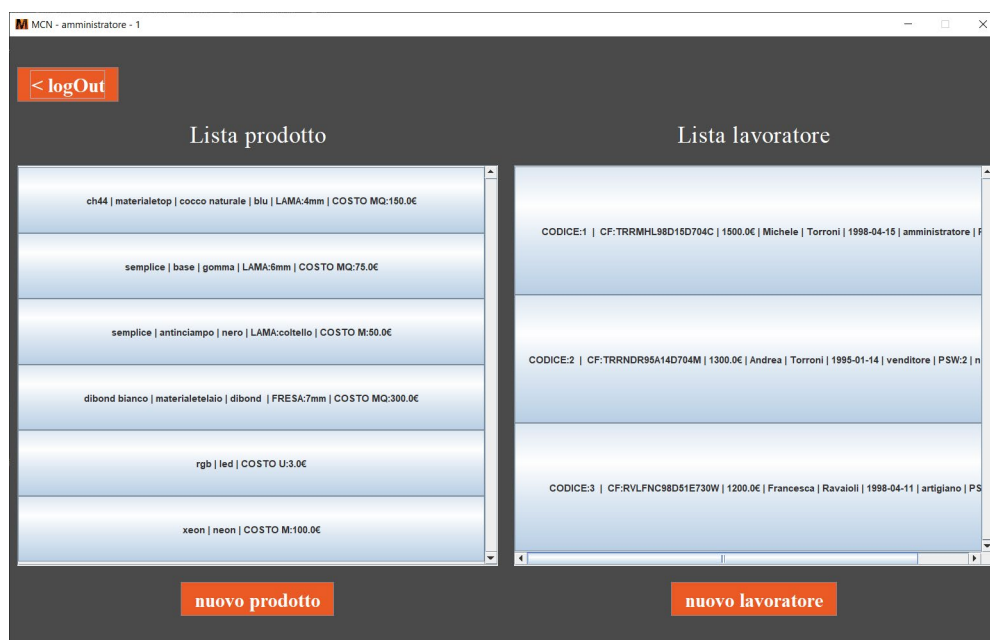 MCN - amministratore - 1
< logOut
Lista prodotto
ch44 | materialetop | cocco naturale | blu | LAMA:4mm | COSTO MQ:150.0€
semplice | base | gomma | LAMA:6mm | COSTO MQ:75.0€
semplice | antinciampo | nero | LAMA:coltello | COSTO M:50.0€
dibond bianco | materialetelaio | dibond | FRESA:7mm | COSTO MQ:300.0€
rgb | led | COSTO U:3.0€
xeon | neon | COSTO M:100.0€
nuovo prodotto
Lista lavoratore
CODICE:1 | CF:TRRMHL98D15D704C | 1500.0€ | Michele | Torroni | 1998-04-15 | amministratore |
CODICE:2 | CF:TRRNDR95A14D704M | 1300.0€ | Andrea | Torroni | 1995-01-14 | venditore | PSW:2 | n
CODICE:3 | CF:RVLFNC98D51E730W | 1200.0€ | Francesca | Ravaioli | 1998-04-11 | artigiano | PS
nuovo lavoratore